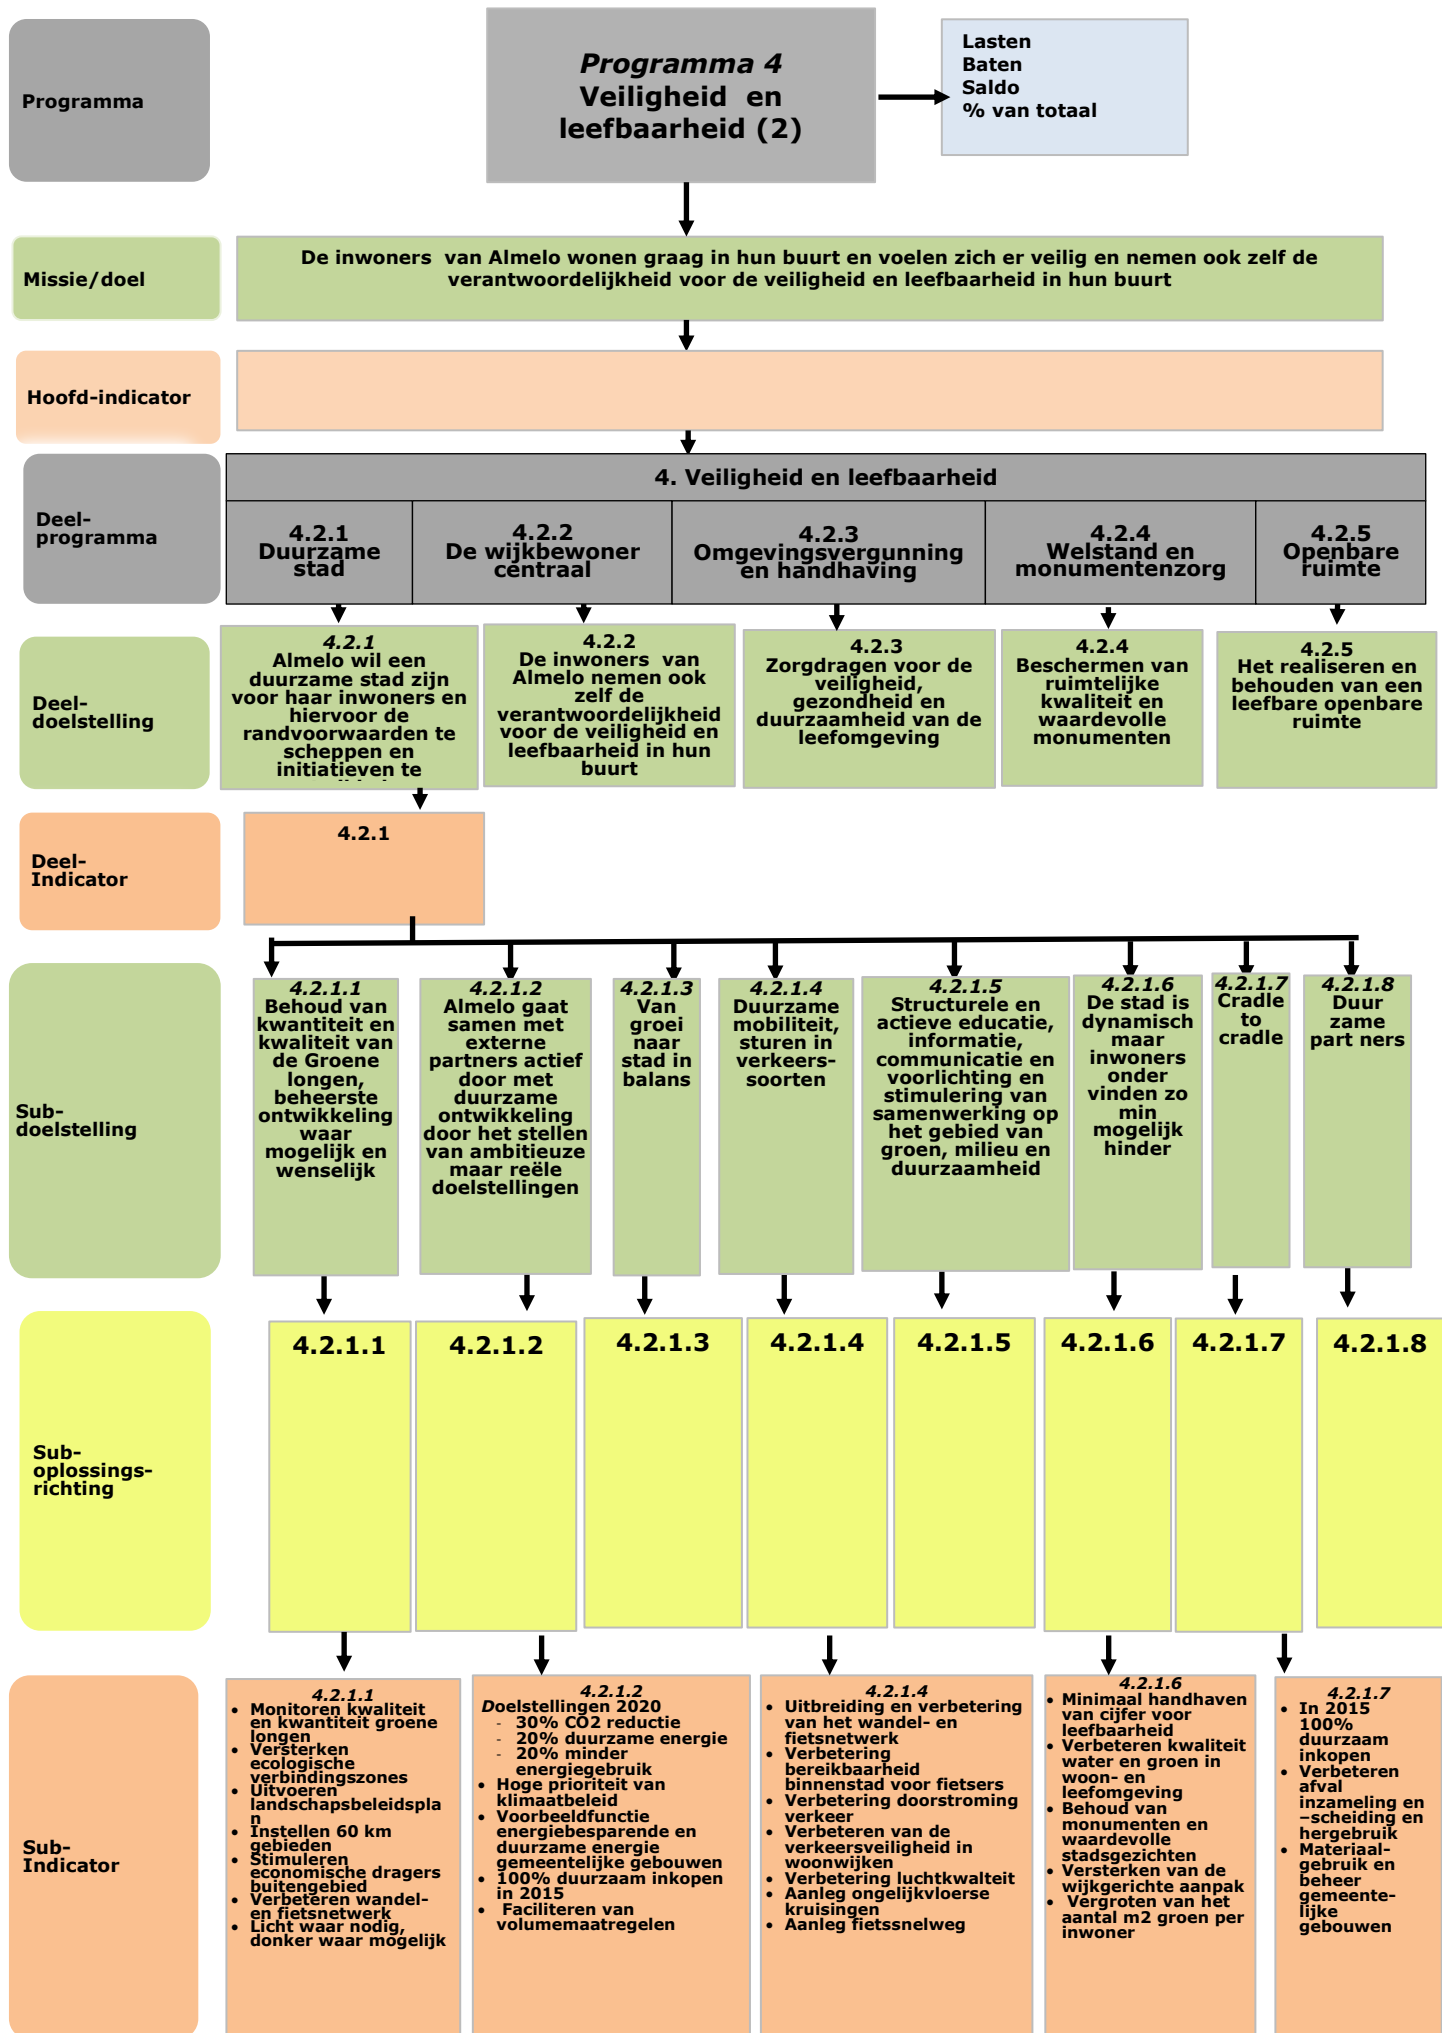 Programma
Programma 4
Veiligheid en
leefbaarheid (2)
Lasten
Baten
Saldo
% van totaal
Missie/doel
De inwoners van Almelo wonen graag in hun buurt en voelen zich er veilig en nemen ook zelf de
verantwoordelijkheid voor de veiligheid en leefbaarheid in hun buurt
Hoofd-indicator
Deel-
programma
4. Veiligheid en leefbaarheid
4.2.1
Duurzame
stad
4.2.2
De wijkbewoner
centraal
4.2.3
Omgevingsvergunning
en handhaving
4.2.4
Welstand en
monumentenzorg
4.2.5
Openbare
ruimte
Deel-
doelstelling
4.2.1
Almelo wil een
duurzame stad zijn
voor haar inwoners en
hiervoor de
randvoorwaarden te
scheppen en
initiatieven te
4.2.2
De inwoners van
Almelo nemen ook
zelf de
verantwoordelijkheid
voor de veiligheid en
leefbaarheid in hun
buurt
4.2.3
Zorgdragen voor de
veiligheid,
gezondheid en
duurzaamheid van de
leefomgeving
4.2.4
Beschermen van
ruimtelijke
kwaliteit en
waardevolle
monumenten
4.2.5
Het realiseren en
behouden van een
leefbare openbare
ruimte
Deel-
Indicator
4.2.1
Sub-
doelstelling
4.2.1.1
Behoud van
kwantiteit en
kwaliteit van
de Groene
longen,
beheerste
ontwikkeling
waar
mogelijk en
wenselijk
4.2.1.2
Almelo gaat
samen met
externe
partners actief
door met
duurzame
ontwikkeling
door het stellen
van ambitieuze
maar reële
doelstellingen
4.2.1.3
Van
groei
naar
stad in
balans
4.2.1.4
Duurzame
mobiliteit,
sturen in
verkeers-
soorten
4.2.1.5
Structurele en
actieve educatie,
informatie,
communicatie en
voorlichting en
stimulering van
samenwerking op
het gebied van
groen, milieu en
duurzaamheid
4.2.1.6
De stad is
dynamisch
maar
inwoners
onder
vinden zo
min
mogelijk
hinder
4.2.1.7
Cradle
to
cradle
4.2.1.8
Duur
zame
part ners
Sub-
oplossings-
richting
4.2.1.1
4.2.1.2
4.2.1.3
4.2.1.4
4.2.1.5
4.2.1.6
4.2.1.7
4.2.1.8
Sub-
Indicator
4.2.1.1
• Monitoren kwaliteit
en kwantiteit groene
longen
• Versterken
ecologische
verbindingszones
• Uitvoeren
landschapsbeleidspla
n
• Instellen 60 km
gebieden
• Stimuleren
economische dragers
buitengebied
• Verbeteren wandel-
en fietsnetwerk
• Licht waar nodig,
donker waar mogelijk
4.2.1.2
Doelstellingen 2020
- 30% CO2 reductie
- 20% duurzame energie
- 20% minder
energiegebruik
• Hoge prioriteit van
klimaatbeleid
• Voorbeeldfunctie
energiebesparende en
duurzame energie
gemeentelijke gebouwen
• 100% duurzaam inkopen
in 2015
• Faciliteren van
volumemaatregelen
4.2.1.4
• Uitbreiding en verbetering
van het wandel- en
fietsnetwerk
• Verbetering
bereikbaarheid
binnenstad voor fietsers
• Verbetering doorstroming
verkeer
• Verbeteren van de
verkeersveiligheid in
woonwijken
• Verbetering luchtkwalteit
• Aanleg ongelijkvloerse
kruisingen
• Aanleg fietssnelweg
4.2.1.6
• Minimaal handhaven
van cijfer voor
leefbaarheid
• Verbeteren kwaliteit
water en groen in
woon- en
leefomgeving
• Behoud van
monumenten en
waardevolle
stadsgezichten
• Versterken van de
wijkgerichte aanpak
• Vergroten van het
aantal m2 groen per
inwoner
4.2.1.7
• In 2015
100%
duurzaam
inkopen
• Verbeteren
afval
inzameling en
–scheiding en
hergebruik
• Materiaal-
gebruik en
beheer
gemeente-
lijke
gebouwen